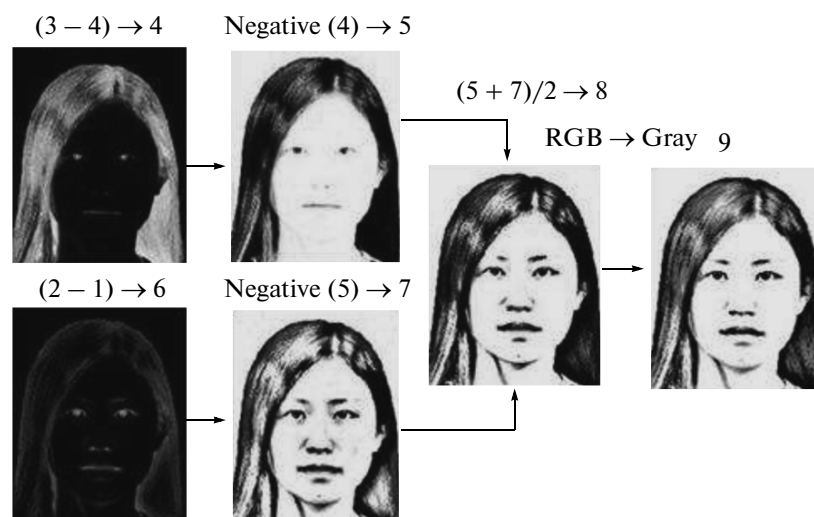 (3 − 4) → 4
Negative (4) → 5
(5 + 7)/2 → 8
RGB → Gray 9
(2 − 1) → 6
Negative (5) → 7